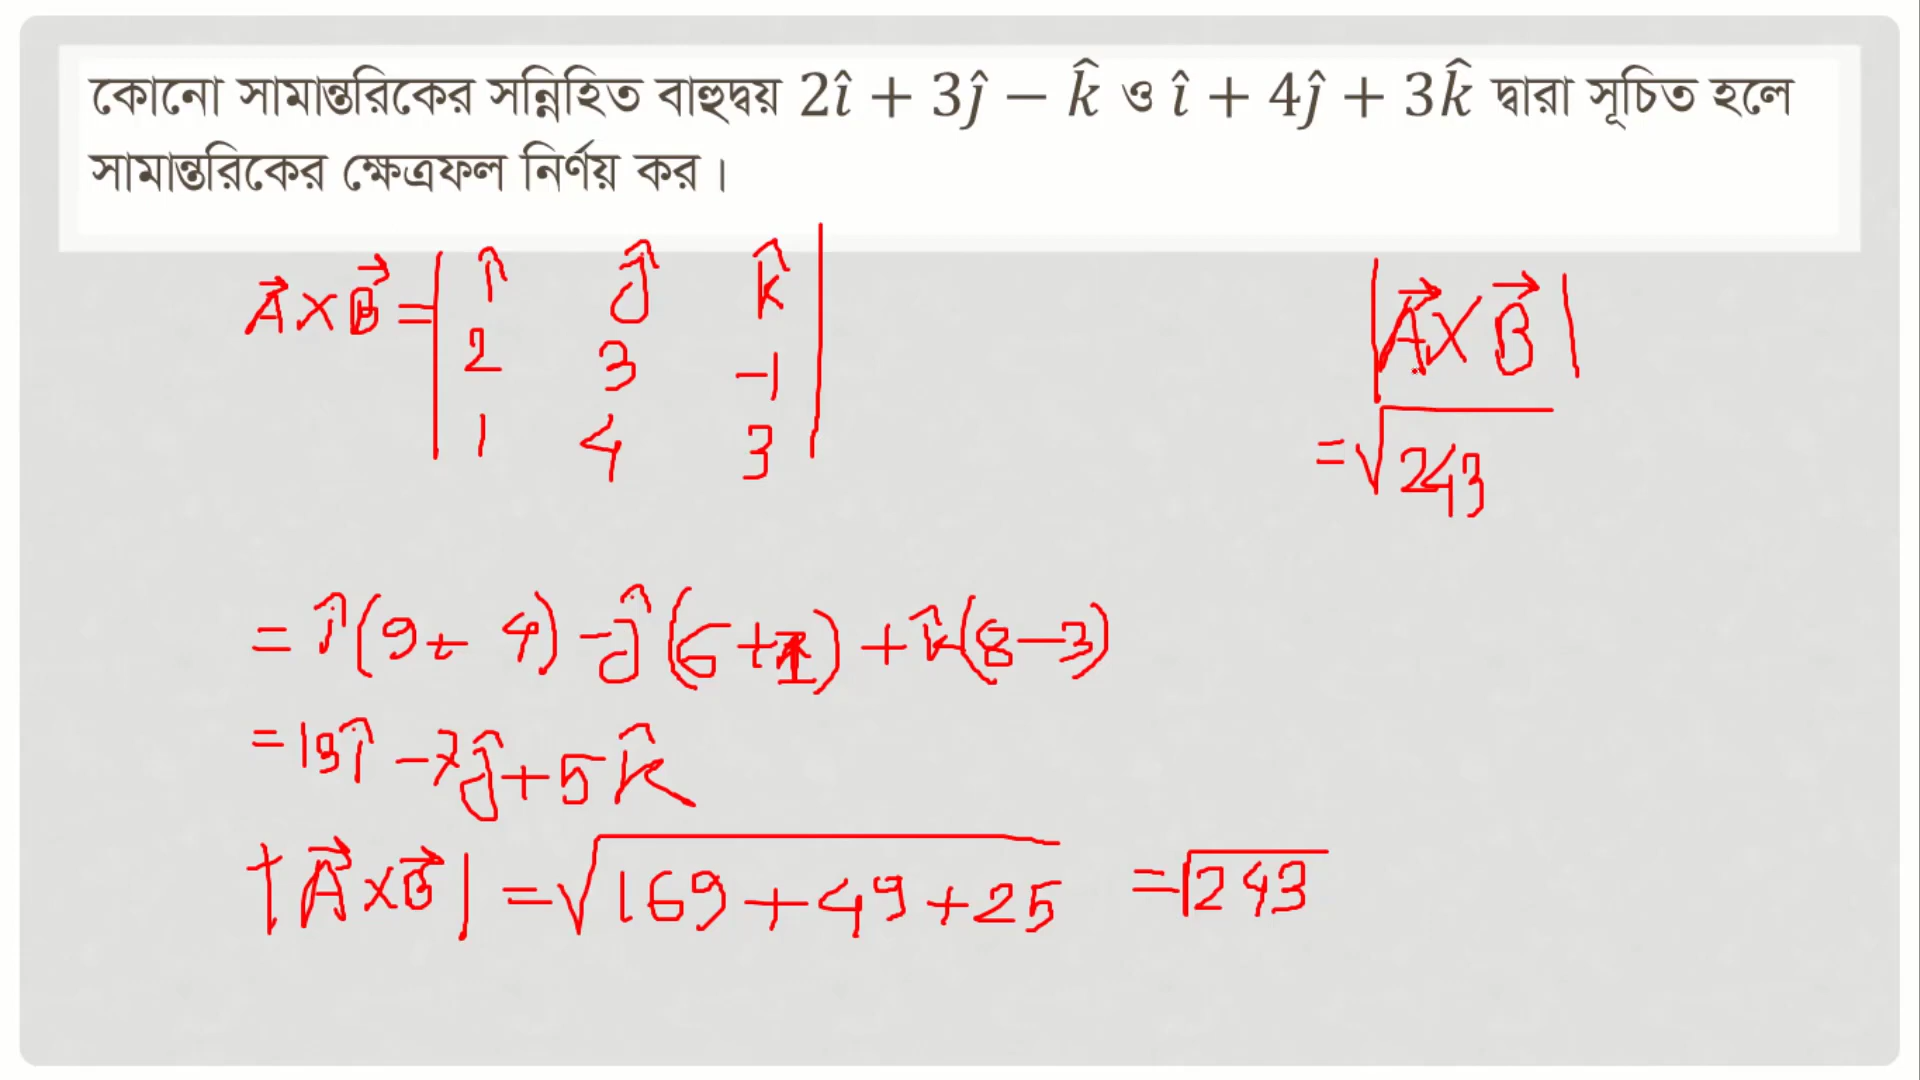 কোনো সামান্তরিকের সন্নিহিত বাহুদ্বয় 2î + 3ĵ − k̂ ও î + 4ĵ + 3k̂ দ্বারা সূচিত হলে
সামান্তরিকের ক্ষেত্রফল নির্ণয় কর।
A⃗×B⃗ = | î ĵ k̂
2 3 -1
1 4 3 |
|A⃗×B⃗|
= √243
= î(9+4) -ĵ(6+1) + k̂(8-3)
= 13î - 7ĵ + 5k̂
|A⃗×B⃗| = √169+49+25 = √243